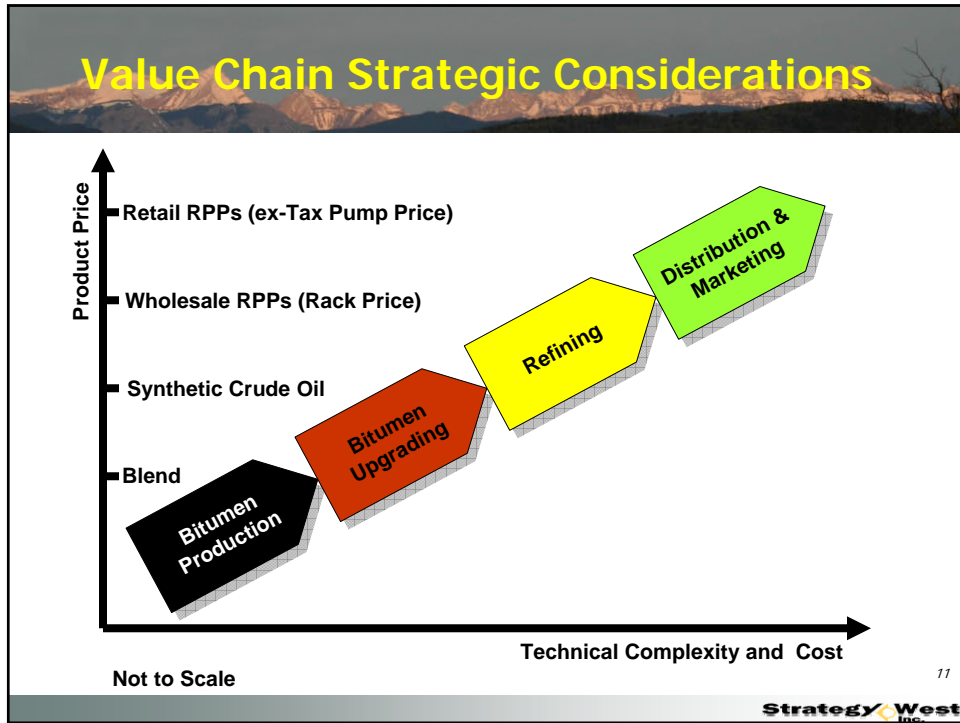 Value Chain Strategic Considerations
Product Price
Retail RPPs (ex-Tax Pump Price)
Wholesale RPPs (Rack Price)
Synthetic Crude Oil
Blend
Bitumen
Production
Bitumen
Upgrading
Refining
Distribution &
Marketing
Technical Complexity and  Cost
Not to Scale
11
Strategy West
Inc.